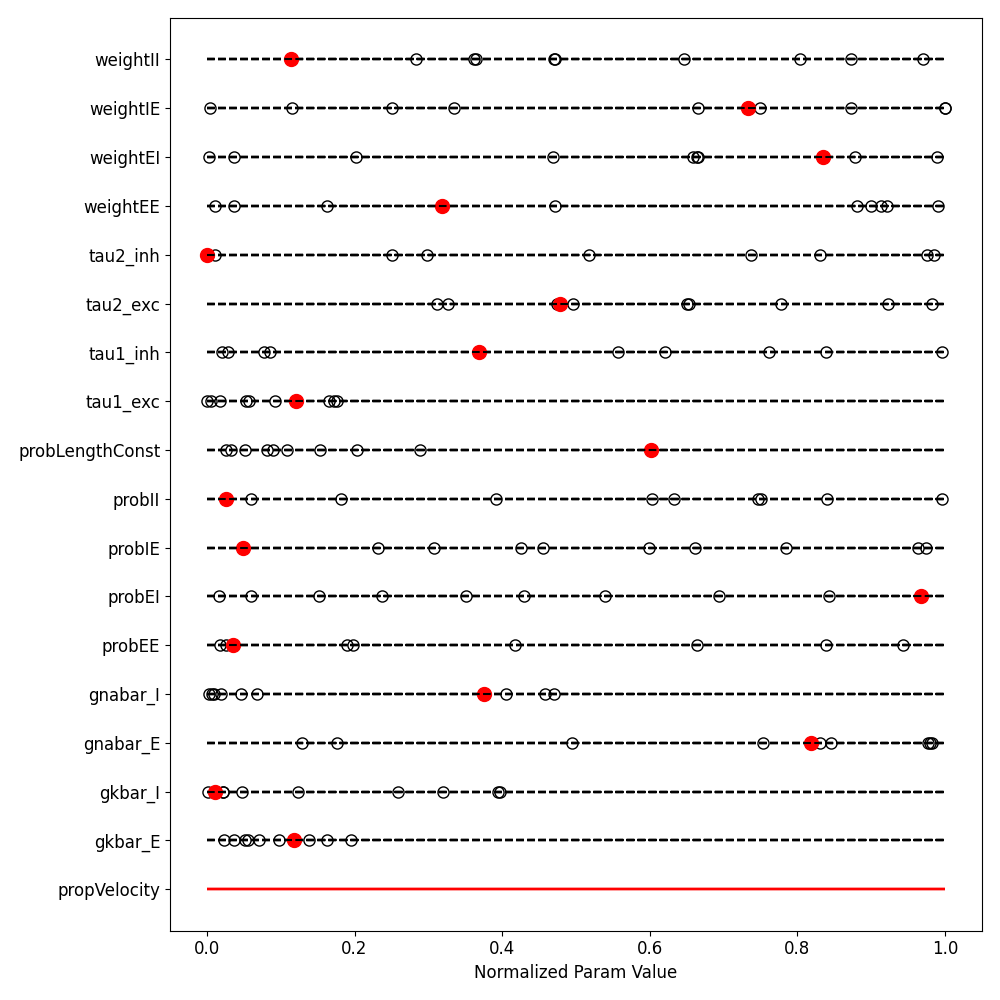 weightII
weightIE
weightEI
weightEE
tau2_inh
tau2_exc
tau1_inh
tau1_exc
probLengthConst
probII
probIE
probEI
probEE
gnabar_I
gnabar_E
gkbar_I
gkbar_E
propVelocity
0.0 0.2 0.4 0.6 0.8 1.0
Normalized Param Value